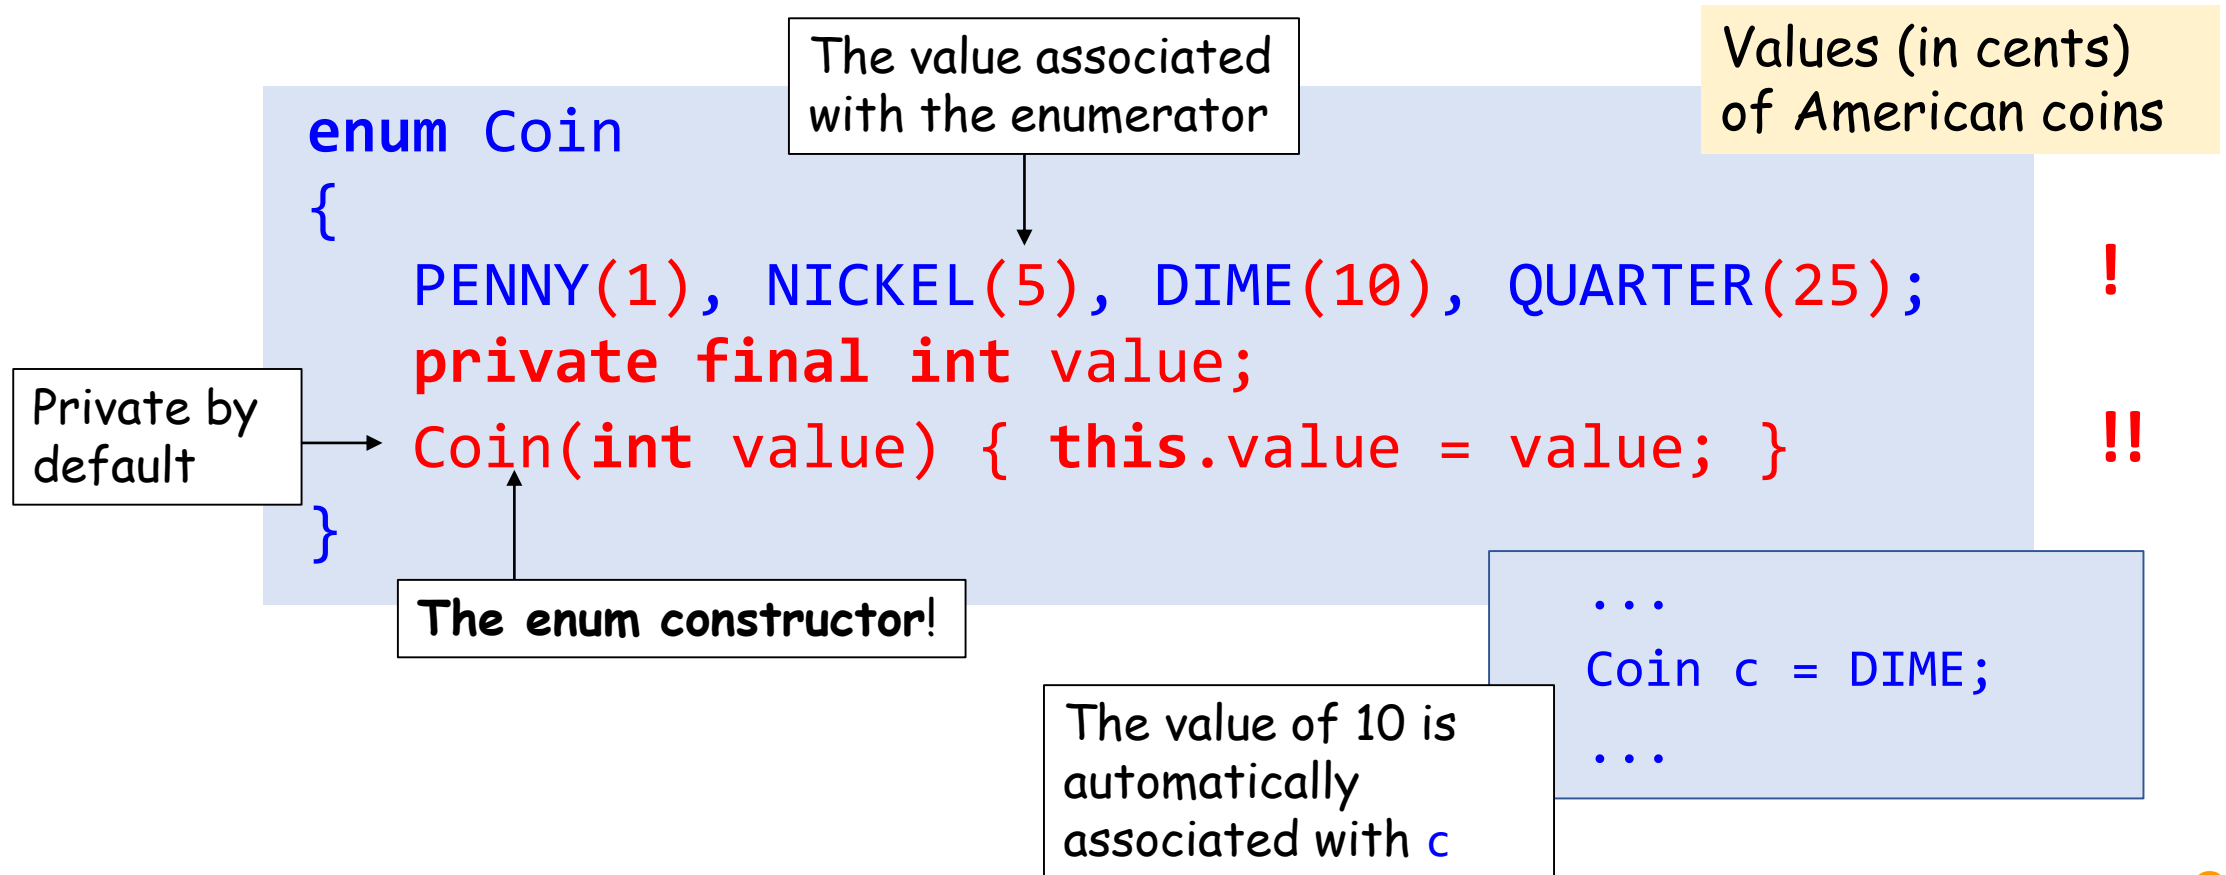 The value associated
with the enumerator
Values (in cents)
of American coins
enum Coin
{
PENNY(1), NICKEL(5), DIME(10), QUARTER(25);
!
private final int value;
Private by
default
Coin(int value) { this.value = value; }
!!
}
The enum constructor!
...
Coin c = DIME;
...
The value of 10 is
automatically
associated with c